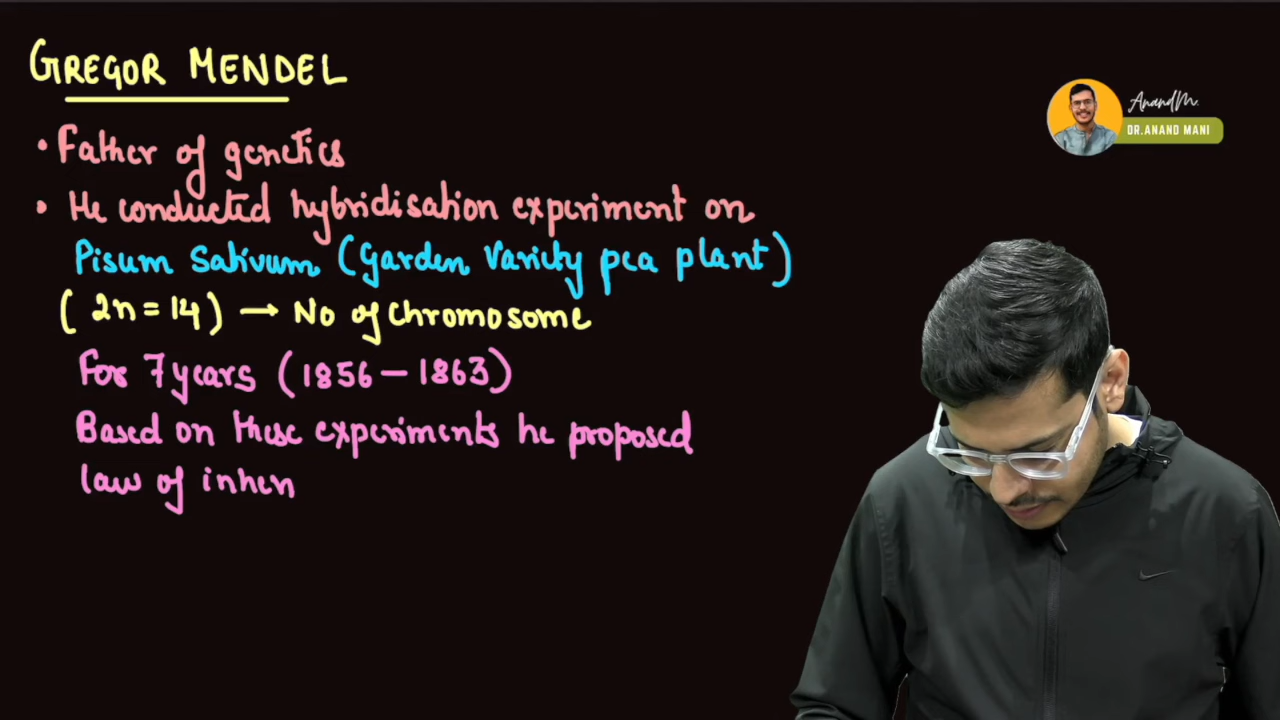 GREGOR MENDEL
• Father of genetics
• He conducted hybridisation experiment on
Pisum Sativum (Garden Varity pea plant)
(2n = 14) → No of chromosome
For 7 years (1856 – 1863)
Based on these experiments he proposed
law of inhen
AnandM.
DR.ANAND MANI